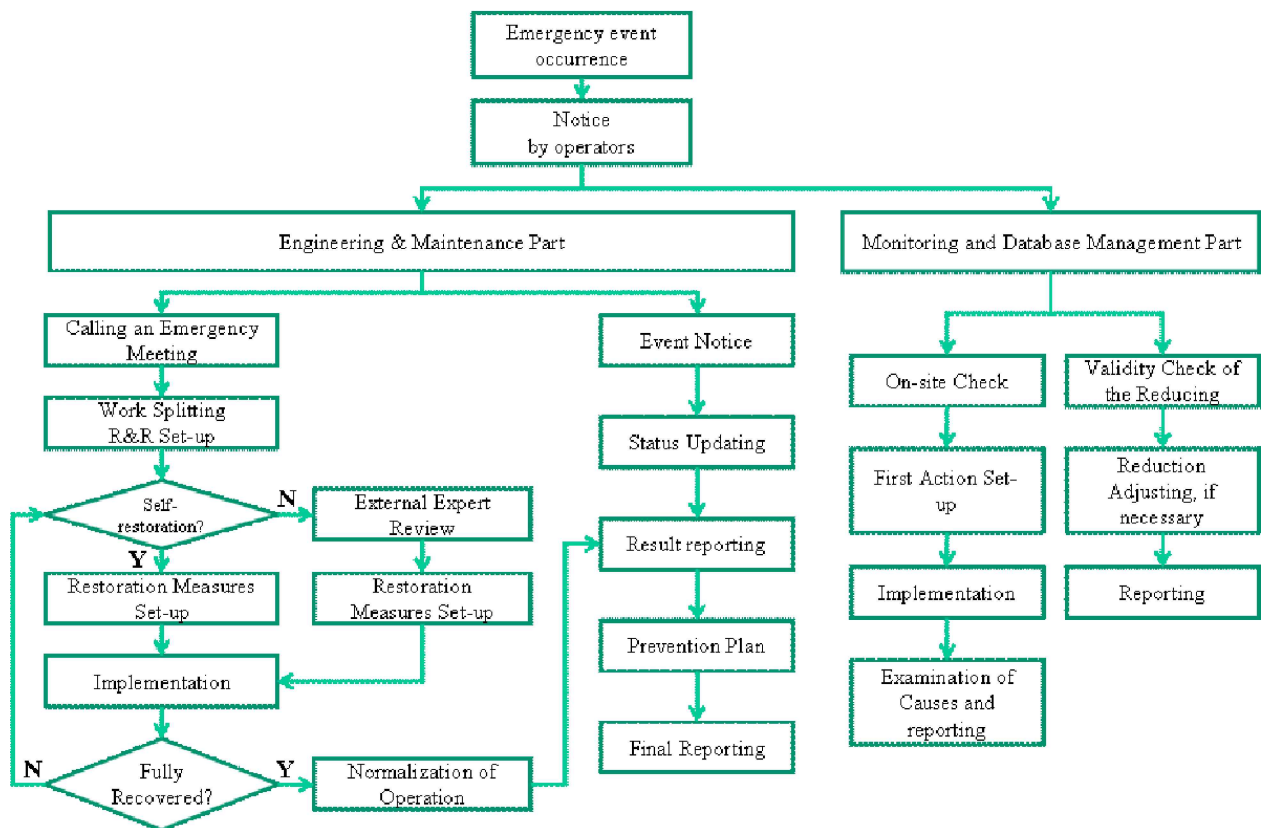 Emergency event
occurrence
Notice
by operators
Engineering & Maintenance Part
Monitoring and Database Management Part
Calling an Emergency
Meeting
Work Splitting
R&R Set-up
Self-
restoration?
N
Y
External Expert
Review
Restoration Measures
Set-up
Restoration
Measures Set-up
Implementation
Fully
Recovered?
N
Y
Normalization of
Operation
Event Notice
Status Updating
Result reporting
Prevention Plan
Final Reporting
On-site Check
First Action Set-
up
Implementation
Examination of
Causes and
reporting
Validity Check of
the Reducing
Reduction
Adjusting, if
necessary
Reporting